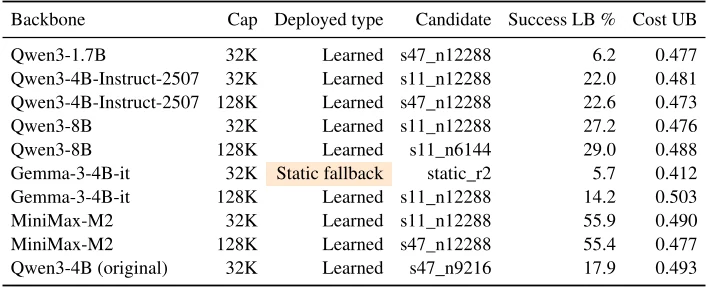 Backbone Cap Deployed type Candidate Success LB % Cost UB
Qwen3-1.7B 32K Learned s47_n12288 6.2 0.477
Qwen3-4B-Instruct-2507 32K Learned s11_n12288 22.0 0.481
Qwen3-4B-Instruct-2507 128K Learned s47_n12288 22.6 0.473
Qwen3-8B 32K Learned s11_n12288 27.2 0.476
Qwen3-8B 128K Learned s11_n6144 29.0 0.488
Gemma-3-4B-it 32K Static fallback static_r2 5.7 0.412
Gemma-3-4B-it 128K Learned s11_n12288 14.2 0.503
MiniMax-M2 32K Learned s11_n12288 55.9 0.490
MiniMax-M2 128K Learned s47_n12288 55.4 0.477
Qwen3-4B (original) 32K Learned s47_n9216 17.9 0.493